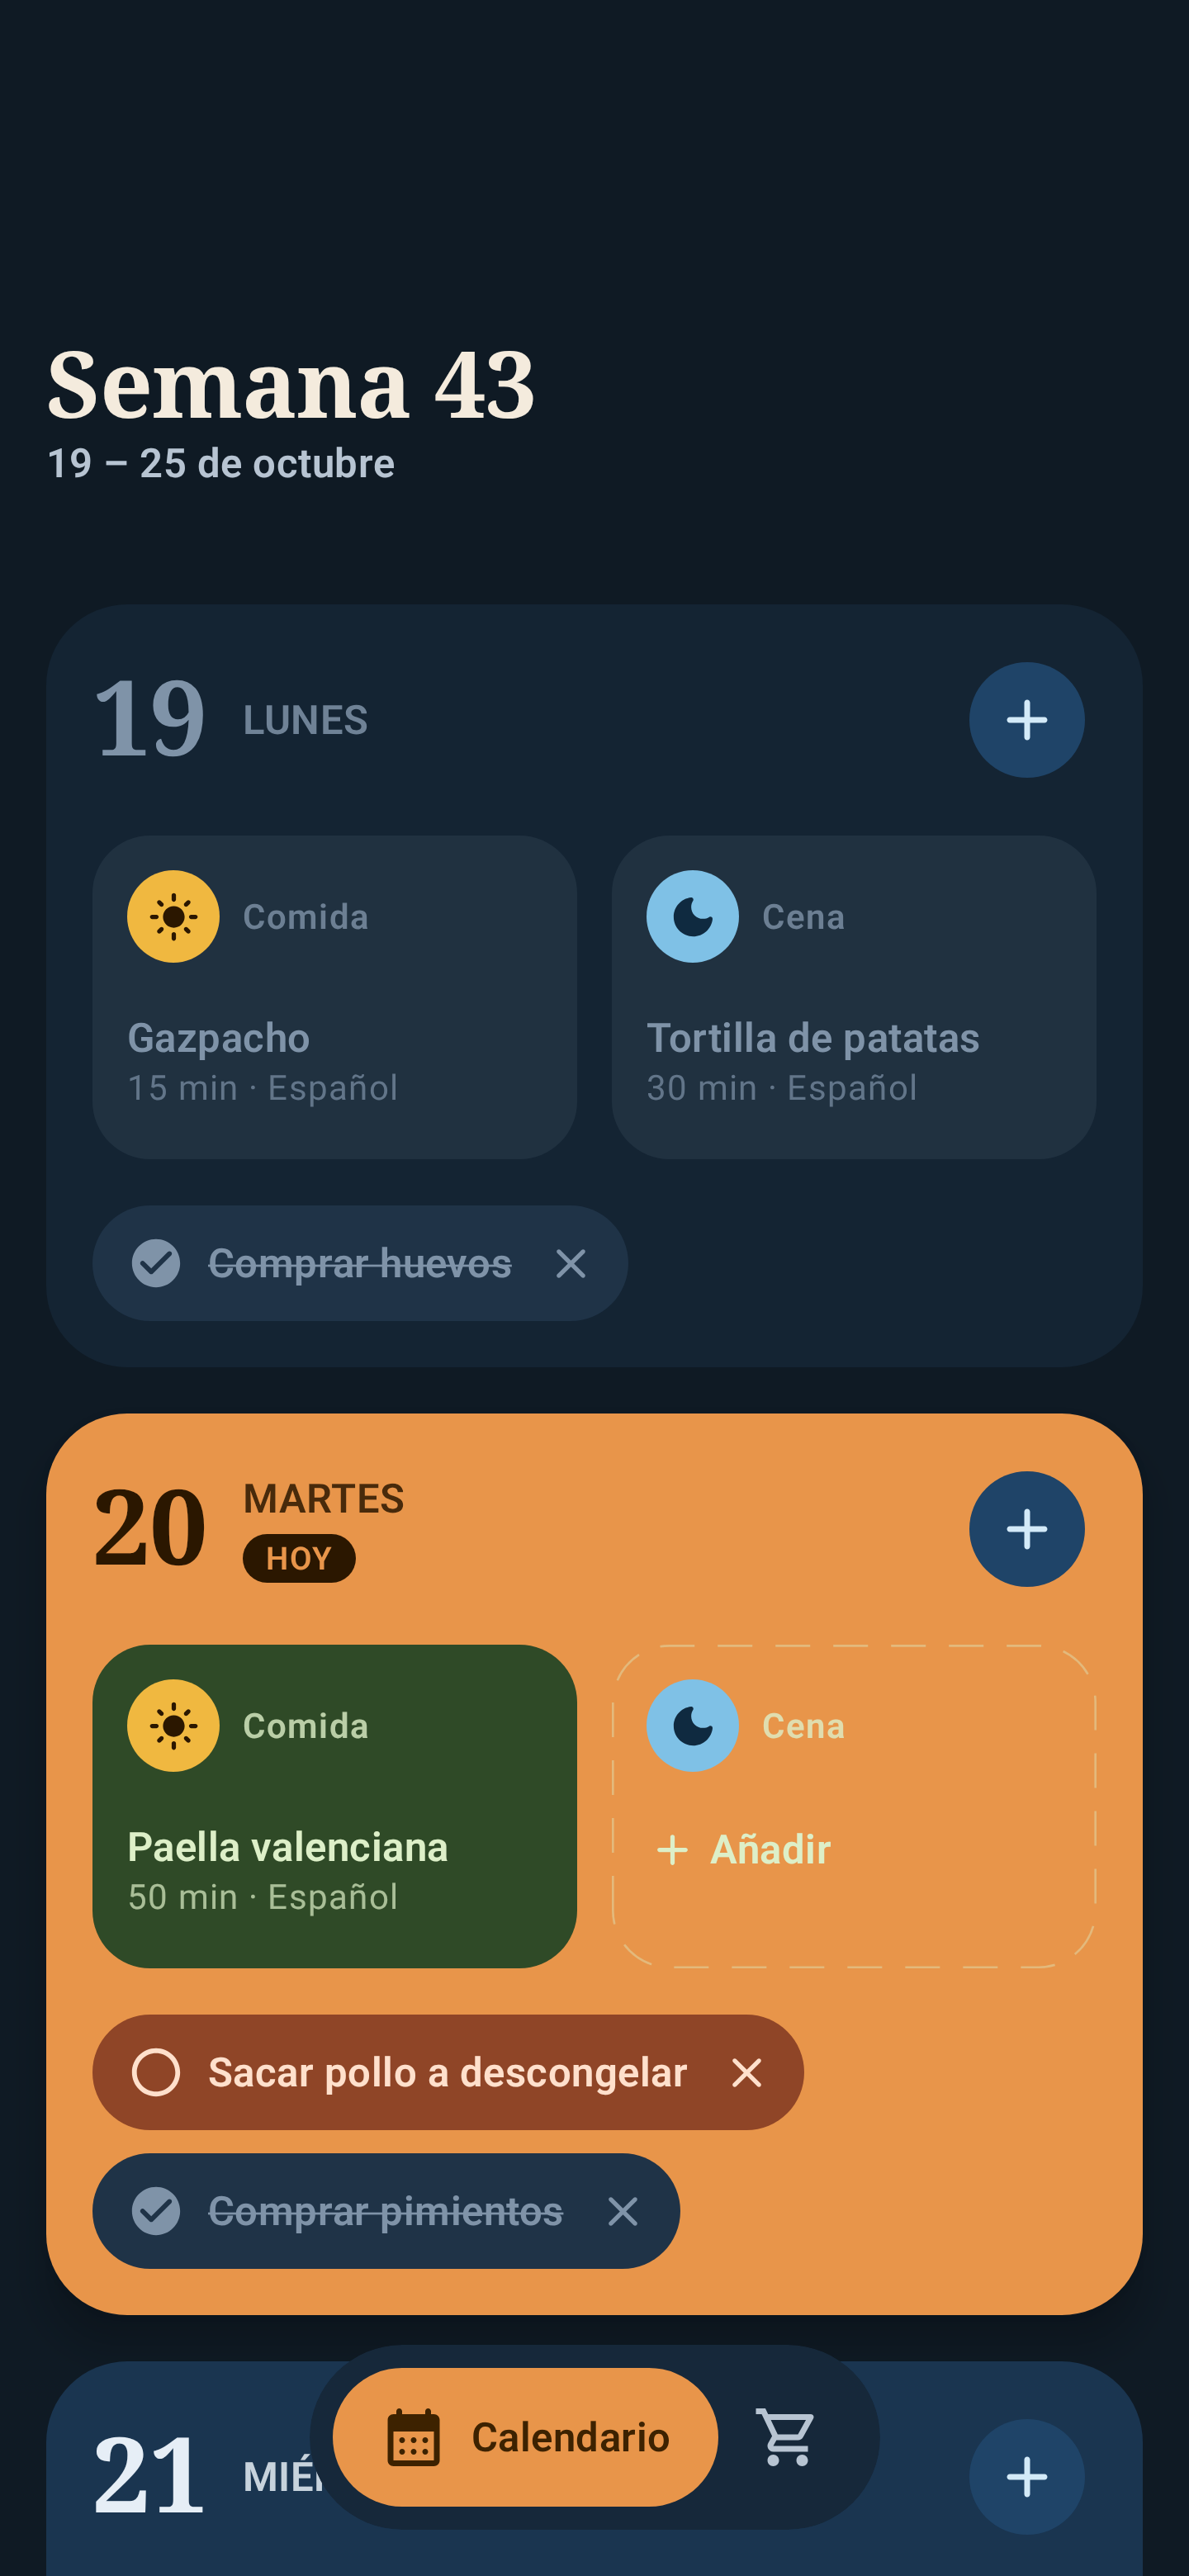 Semana 43
19 – 25 de octubre
19 LUNES
Comida
Cena
Gazpacho
15 min · Español
Tortilla de patatas
30 min · Español
Comprar huevos
20 MARTES
HOY
Comida
Cena
Paella valenciana
50 min · Español
Añadir
Sacar pollo a descongelar
Comprar pimientos
21
Calendario